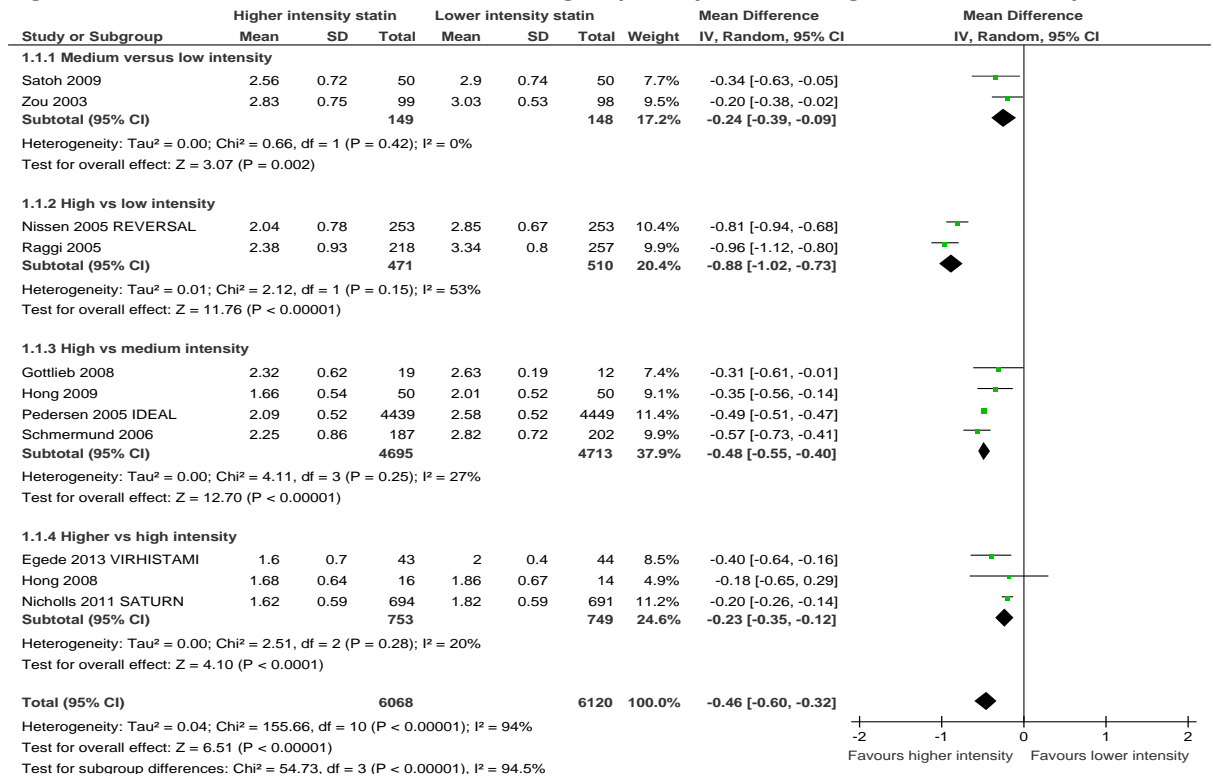 Higher intensity statin Lower intensity statin Mean Difference Mean Difference
Study or Subgroup Mean SD Total Mean SD Total Weight IV, Random, 95% CI IV, Random, 95% CI
1.1.1 Medium versus low intensity
Satoh 2009 2.56 0.72 50 2.9 0.74 50 7.7% -0.34 [-0.63, -0.05]
Zou 2003 2.83 0.75 99 3.03 0.53 98 9.5% -0.20 [-0.38, -0.02]
Subtotal (95% CI) 149 148 17.2% -0.24 [-0.39, -0.09]
Heterogeneity: Tau² = 0.00; Chi² = 0.66, df = 1 (P = 0.42); I² = 0%
Test for overall effect: Z = 3.07 (P = 0.002)
1.1.2 High vs low intensity
Nissen 2005 REVERSAL 2.04 0.78 253 2.85 0.67 253 10.4% -0.81 [-0.94, -0.68]
Raggi 2005 2.38 0.93 218 3.34 0.8 257 9.9% -0.96 [-1.12, -0.80]
Subtotal (95% CI) 471 510 20.4% -0.88 [-1.02, -0.73]
Heterogeneity: Tau² = 0.01; Chi² = 2.12, df = 1 (P = 0.15); I² = 53%
Test for overall effect: Z = 11.76 (P < 0.00001)
1.1.3 High vs medium intensity
Gottlieb 2008 2.32 0.62 19 2.63 0.19 12 7.4% -0.31 [-0.61, -0.01]
Hong 2009 1.66 0.54 50 2.01 0.52 50 9.1% -0.35 [-0.56, -0.14]
Pedersen 2005 IDEAL 2.09 0.52 4439 2.58 0.52 4449 11.4% -0.49 [-0.51, -0.47]
Schmermund 2006 2.25 0.86 187 2.82 0.72 202 9.9% -0.57 [-0.73, -0.41]
Subtotal (95% CI) 4695 4713 37.9% -0.48 [-0.55, -0.40]
Heterogeneity: Tau² = 0.00; Chi² = 4.11, df = 3 (P = 0.25); I² = 27%
Test for overall effect: Z = 12.70 (P < 0.00001)
1.1.4 Higher vs high intensity
Egede 2013 VIRHISTAMI 1.6 0.7 43 2 0.4 44 8.5% -0.40 [-0.64, -0.16]
Hong 2008 1.68 0.64 16 1.86 0.67 14 4.9% -0.18 [-0.65, 0.29]
Nicholls 2011 SATURN 1.62 0.59 694 1.82 0.59 691 11.2% -0.20 [-0.26, -0.14]
Subtotal (95% CI) 753 749 24.6% -0.23 [-0.35, -0.12]
Heterogeneity: Tau² = 0.00; Chi² = 2.51, df = 2 (P = 0.28); I² = 20%
Test for overall effect: Z = 4.10 (P < 0.0001)
Total (95% CI) 6068 6120 100.0% -0.46 [-0.60, -0.32]
Heterogeneity: Tau² = 0.04; Chi² = 155.66, df = 10 (P < 0.00001); I² = 94%
Test for overall effect: Z = 6.51 (P < 0.00001)
Test for subgroup differences: Chi² = 54.73, df = 3 (P < 0.00001), I² = 94.5%
-2 -1 0 1 2
Favours higher intensity Favours lower intensity